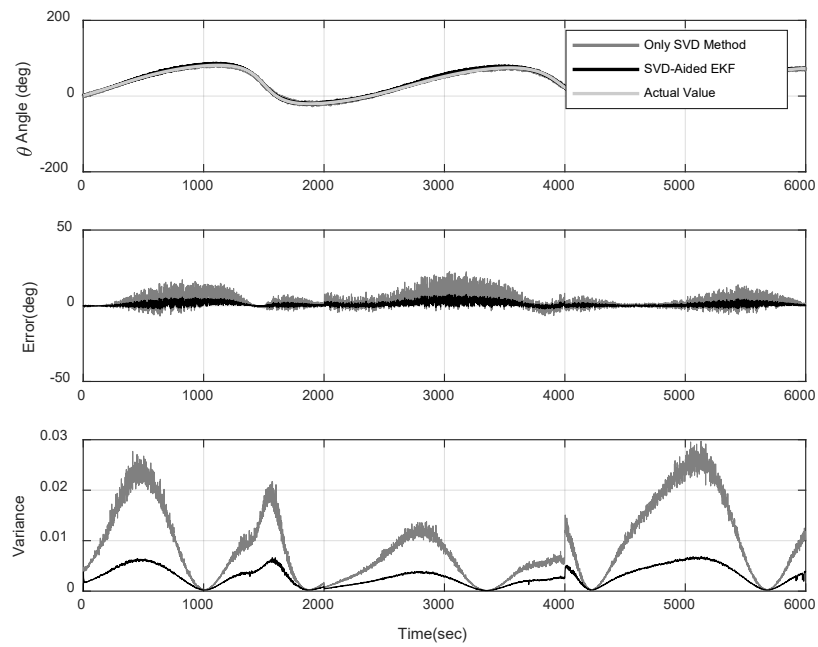 200
Only SVD Method
SVD-Aided EKF
Actual Value
0
-200
θ Angle (deg)
0 1000 2000 3000 4000 5000 6000
50
0
-50
Error(deg)
0 1000 2000 3000 4000 5000 6000
0.03
0.02
0.01
0
Variance
0 1000 2000 3000 4000 5000 6000
Time(sec)